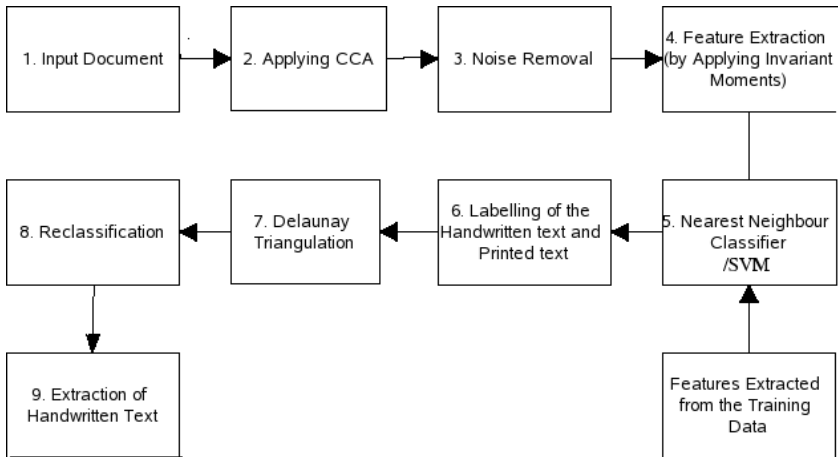 1. Input Document
2. Applying CCA
3. Noise Removal
4. Feature Extraction
(by Applying Invariant
Moments)
5. Nearest Neighbour
Classifier
/SVM
6. Labelling of the
Handwritten text and
Printed text
7. Delaunay
Triangulation
8. Reclassification
9. Extraction of
Handwritten Text
Features Extracted
from the Training
Data